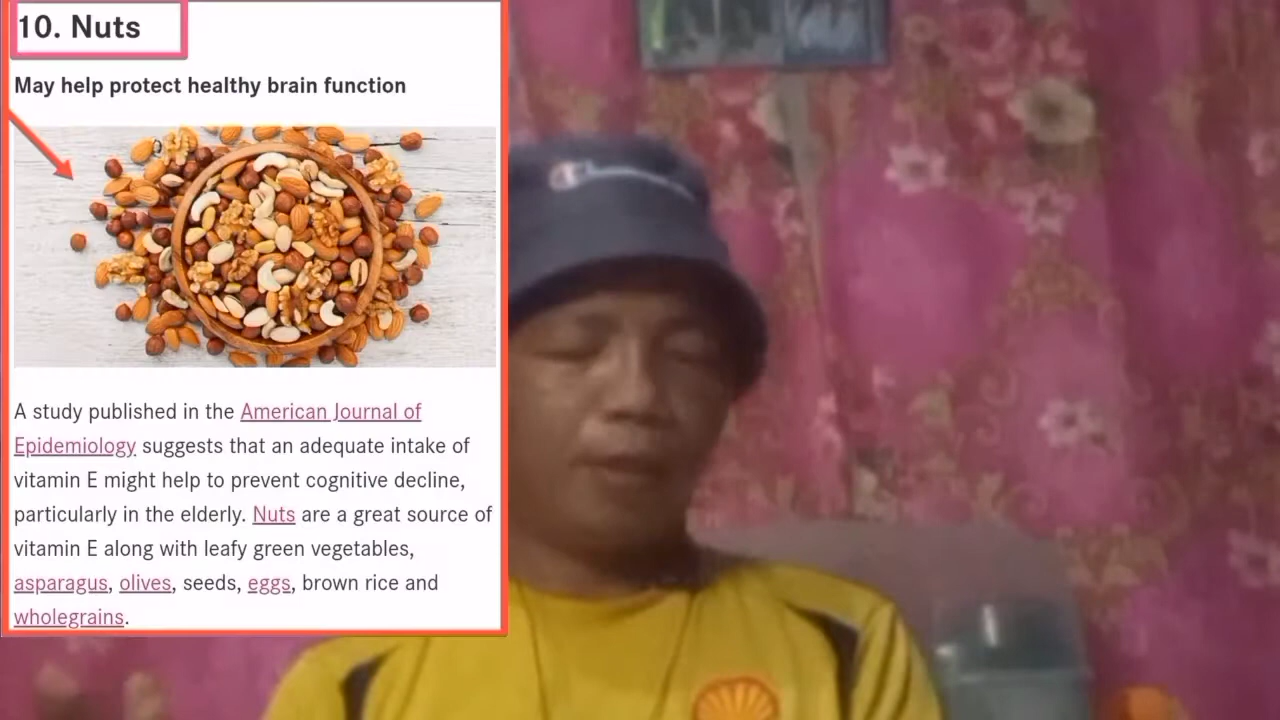 10. Nuts
May help protect healthy brain function
A study published in the American Journal of
Epidemiology suggests that an adequate intake of
vitamin E might help to prevent cognitive decline,
particularly in the elderly. Nuts are a great source of
vitamin E along with leafy green vegetables,
asparagus, olives, seeds, eggs, brown rice and
wholegrains.
Champion